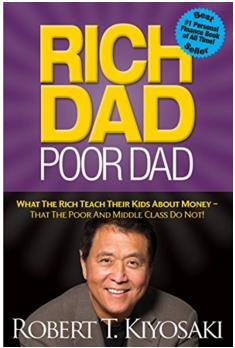 Best
#1 Personal
Finance Book
of All Time!
Seller
RICH
DAD
POOR DAD
WHAT THE RICH TEACH THEIR KIDS ABOUT MONEY –
THAT THE POOR AND MIDDLE CLASS DO NOT!
ROBERT T. KIYOSAKI